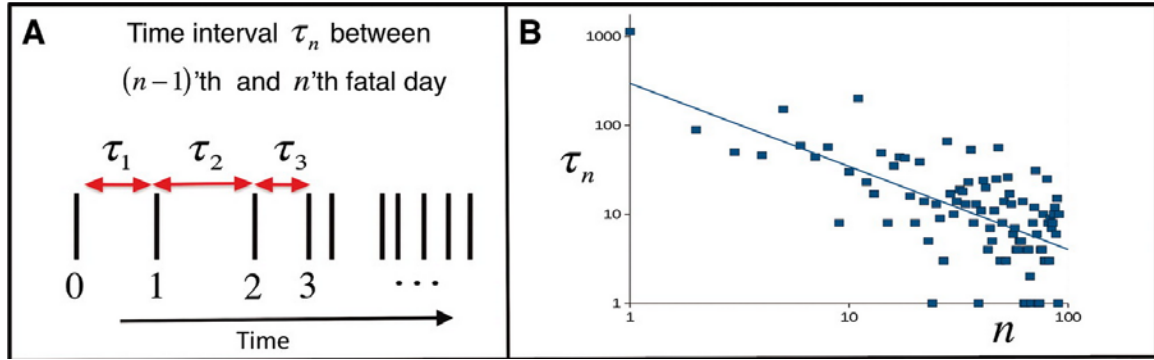 A
Time interval τₙ between
(n−1)'th and n'th fatal day
τ₁ τ₂ τ₃
0 1 2 3 ...
Time
B
1000
100
τₙ
10
1
1 10 n 100